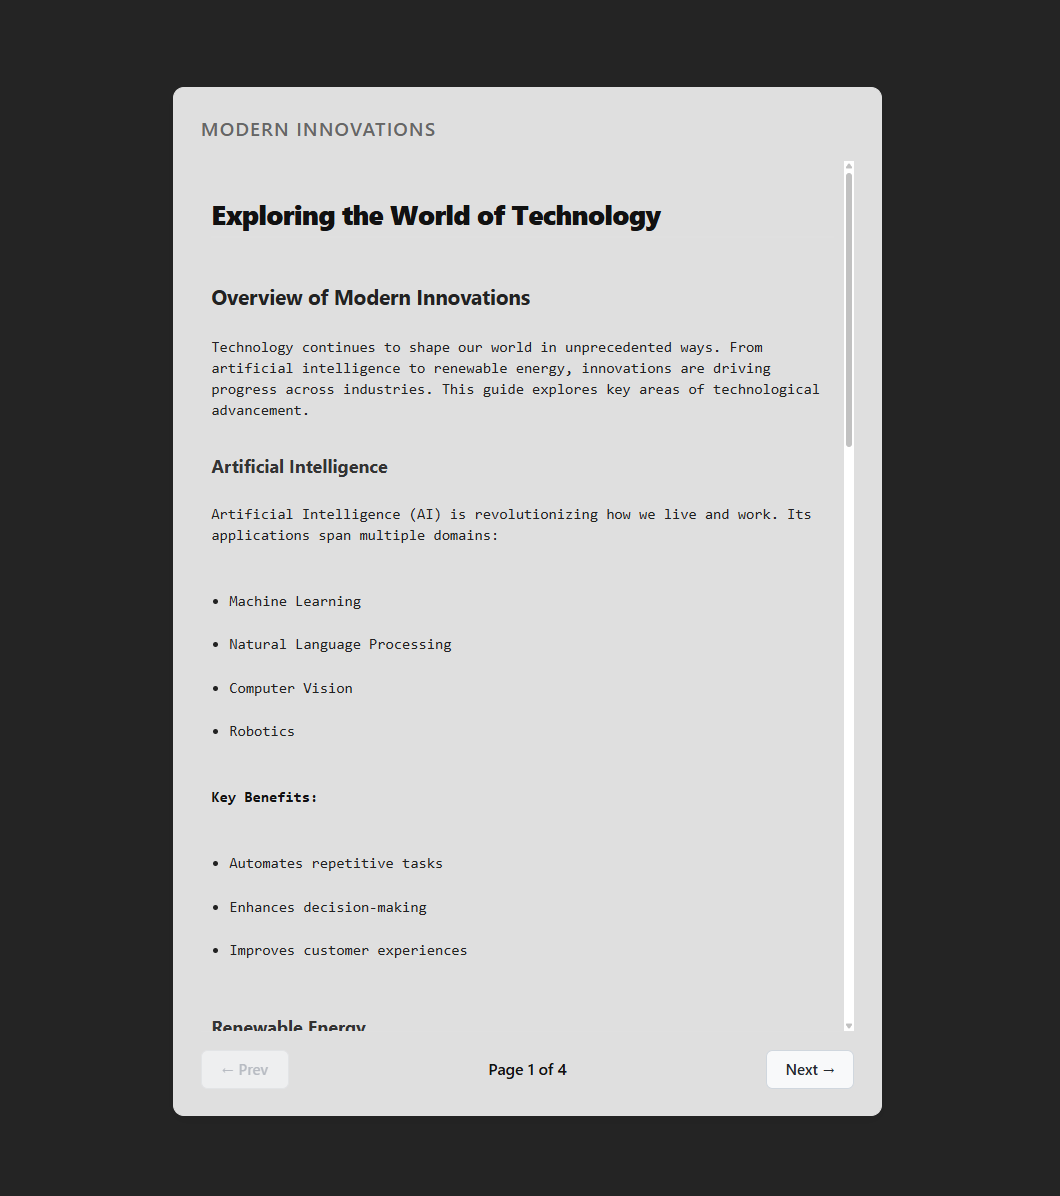 MODERN INNOVATIONS
Exploring the World of Technology
Overview of Modern Innovations
Technology continues to shape our world in unprecedented ways. From
artificial intelligence to renewable energy, innovations are driving
progress across industries. This guide explores key areas of technological
advancement.
Artificial Intelligence
Artificial Intelligence (AI) is revolutionizing how we live and work. Its
applications span multiple domains:
• Machine Learning
• Natural Language Processing
• Computer Vision
• Robotics
Key Benefits:
• Automates repetitive tasks
• Enhances decision-making
• Improves customer experiences
Renewable Energy
← Prev
Page 1 of 4
Next →